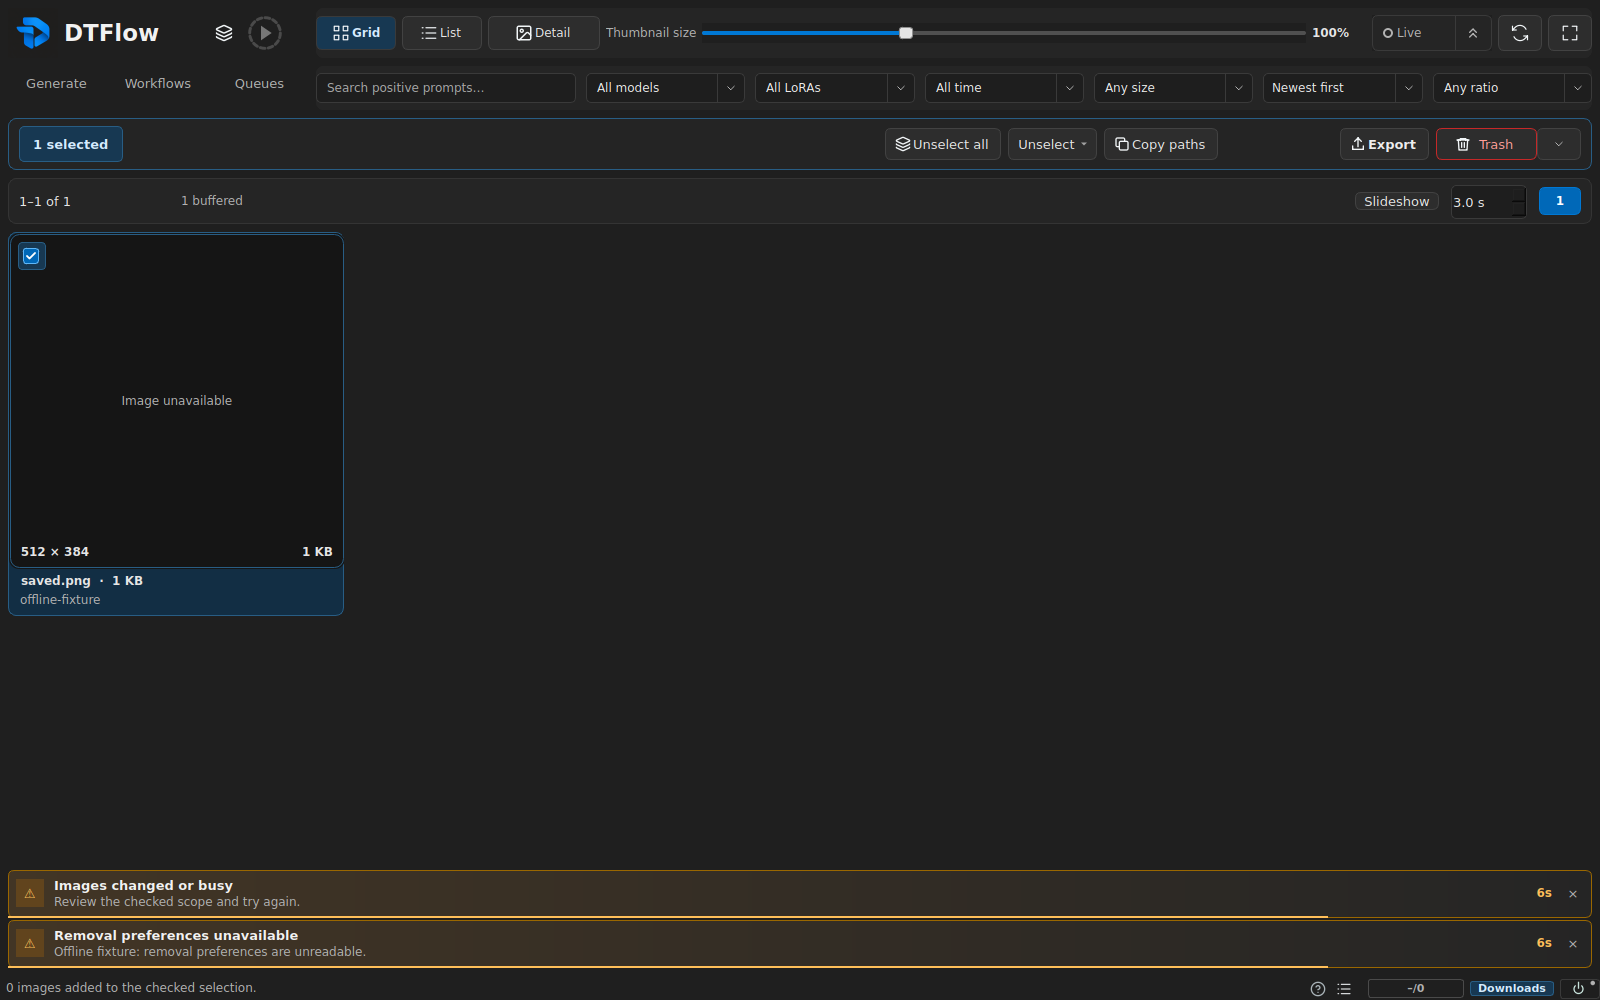 DTFlow
Grid List Detail Thumbnail size 100% Live
Generate Workflows Queues
Search positive prompts... All models All LoRAs All time Any size Newest first Any ratio
1 selected Unselect all Unselect Copy paths Export Trash
1–1 of 1 1 buffered Slideshow 3.0 s 1
Image unavailable
512 × 384 1 KB
saved.png · 1 KB
offline-fixture
Images changed or busy
Review the checked scope and try again.
6s ×
Removal preferences unavailable
Offline fixture: removal preferences are unreadable.
6s ×
0 images added to the checked selection. –/0 Downloads